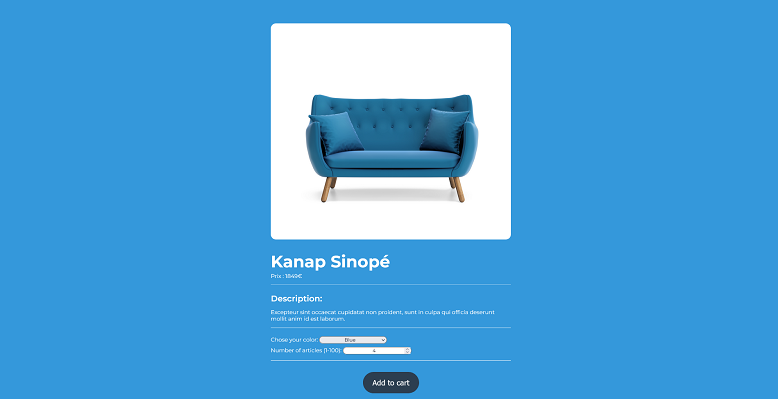 Kanap Sinopé
Prix : 1849€
Description:
Excepteur sint occaecat cupidatat non proident, sunt in culpa qui officia deserunt
mollit anim id est laborum.
Chose your color: Blue
Number of articles (1-100): 4
Add to cart